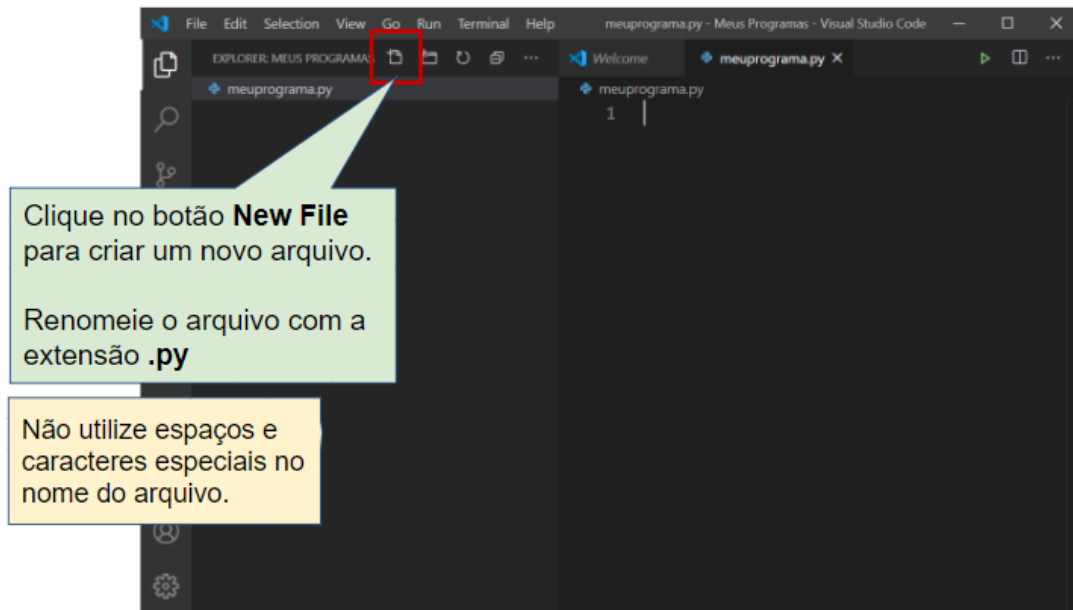 File Edit Selection View Go Run Terminal Help meuprograma.py - Meus Programas - Visual Studio Code
EXPLORER: MEUS PROGRAMAS
Welcome meuprograma.py
meuprograma.py
meuprograma.py
1
Clique no botão New File
para criar um novo arquivo.
Renomeie o arquivo com a
extensão .py
Não utilize espaços e
caracteres especiais no
nome do arquivo.